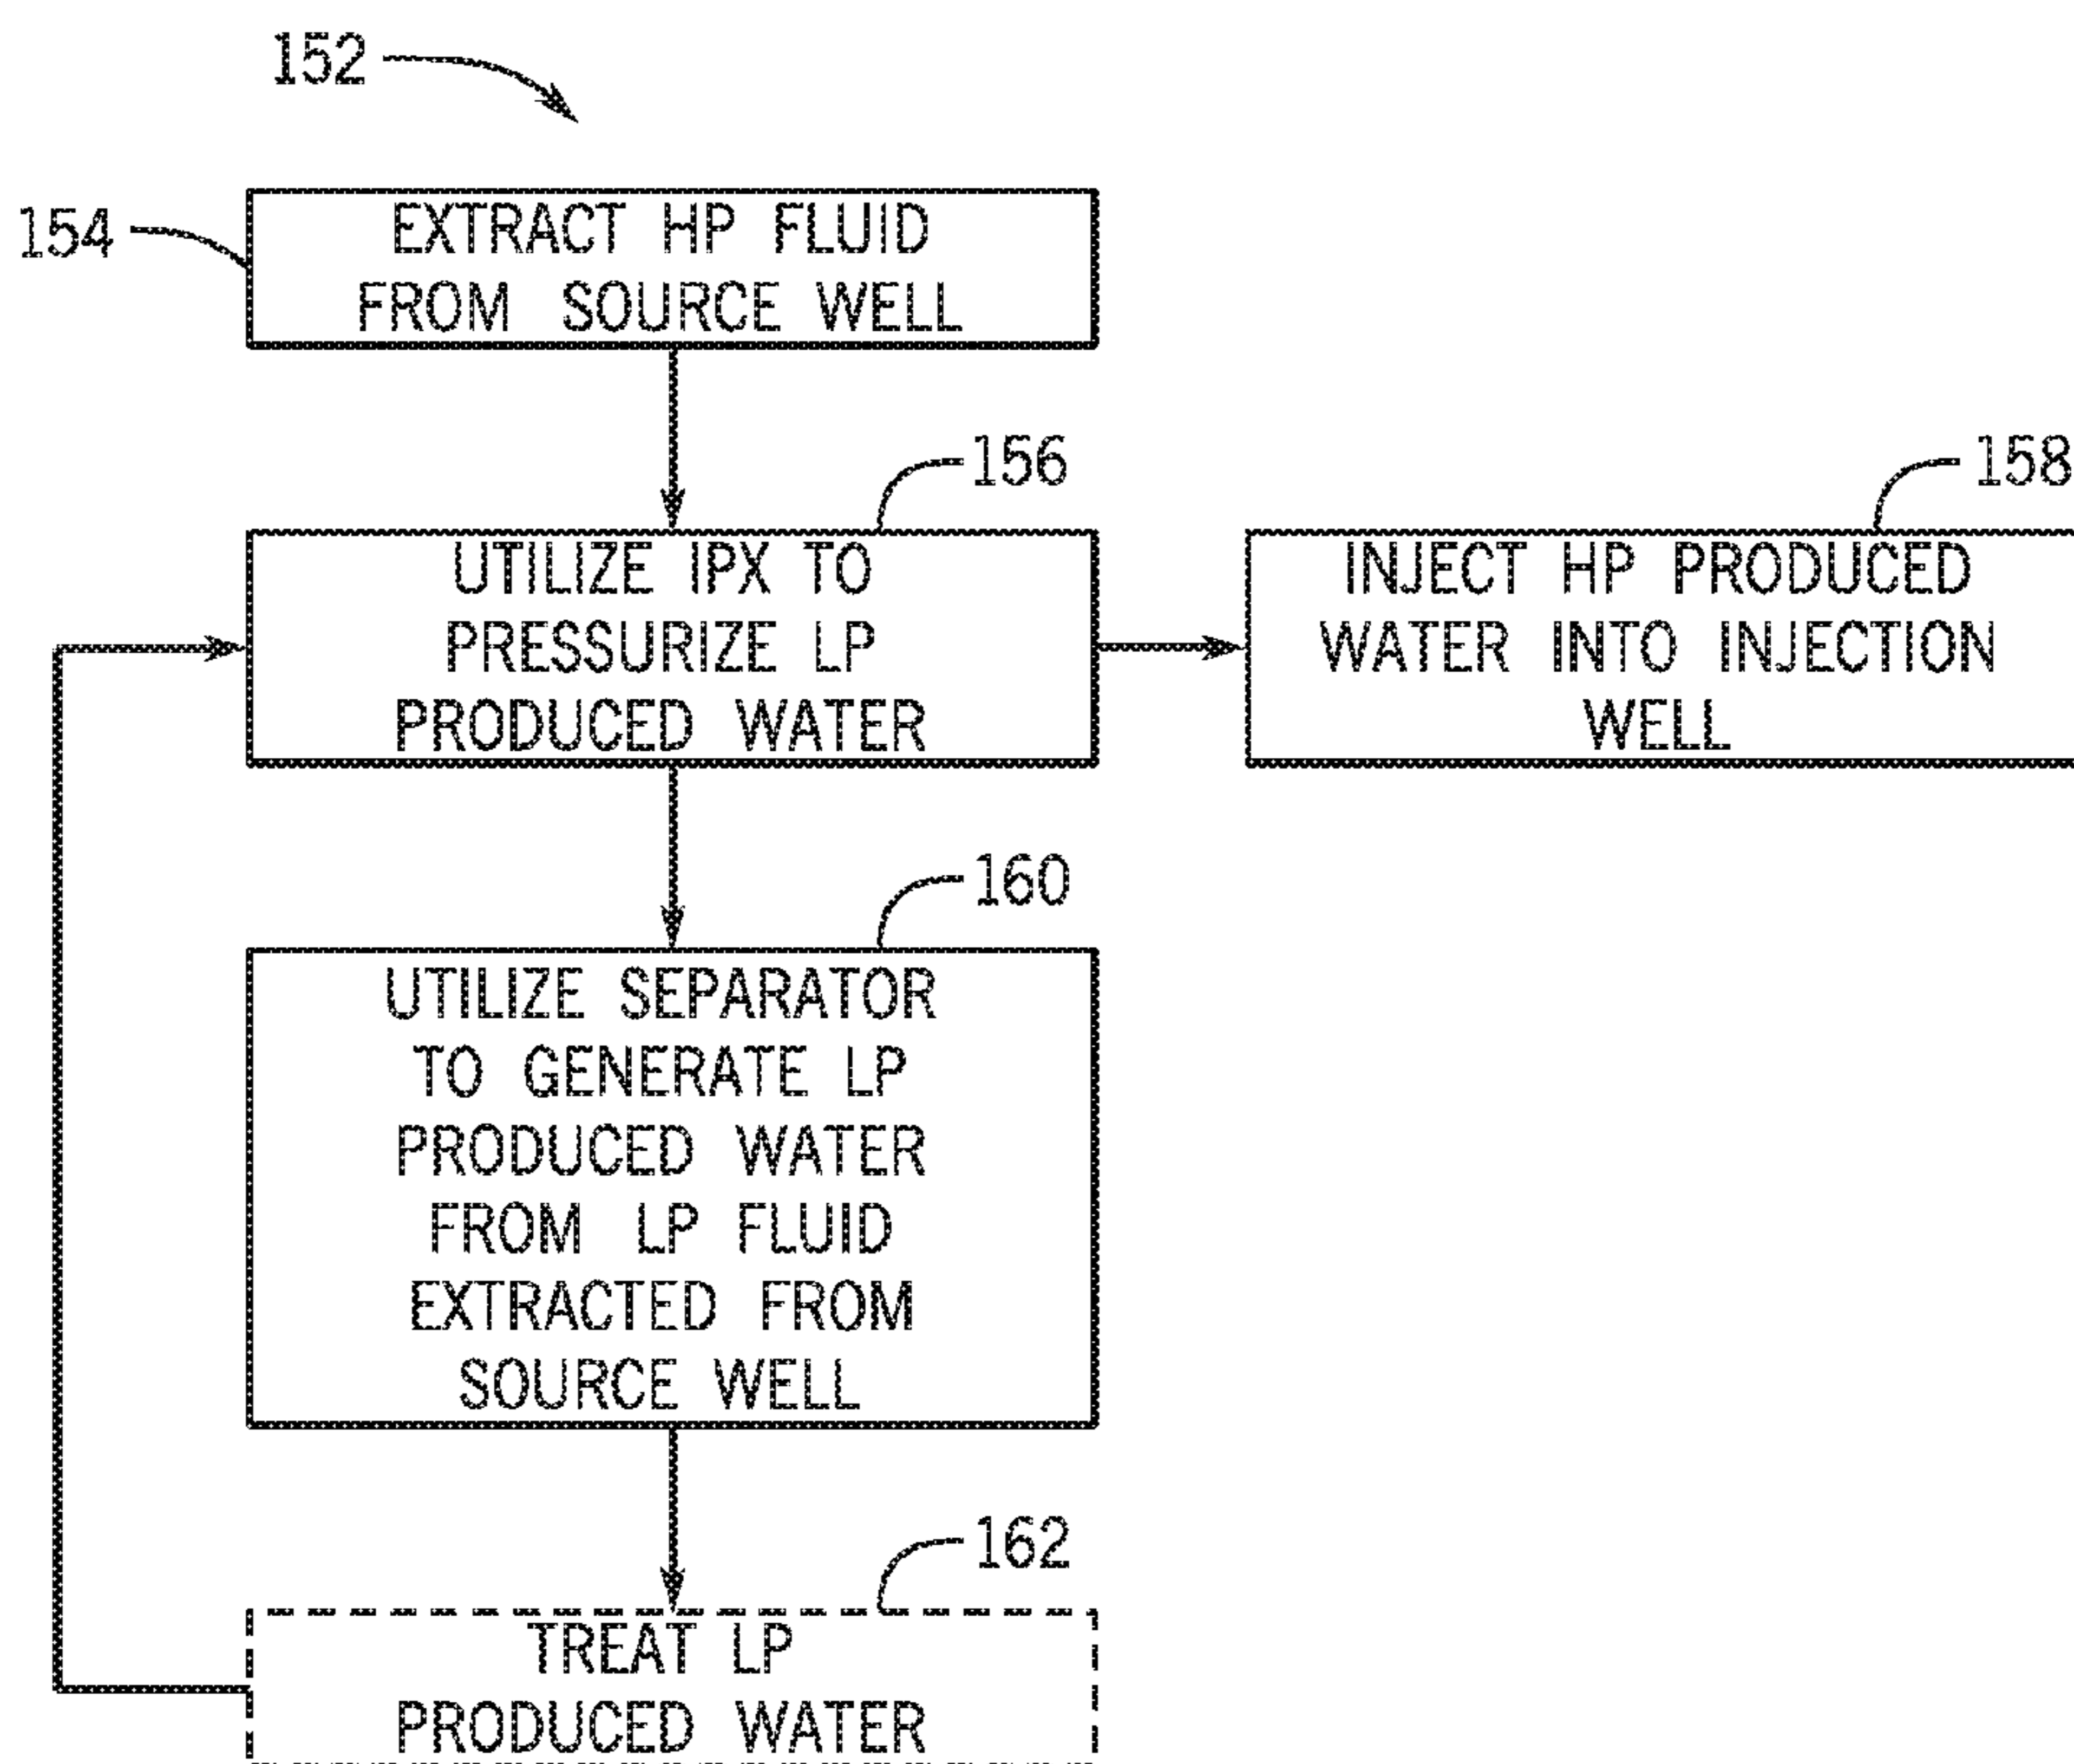 152
154
EXTRACT HP FLUID
FROM SOURCE WELL
156
158
UTILIZE IPX TO
PRESSURIZE LP
PRODUCED WATER
INJECT HP PRODUCED
WATER INTO INJECTION
WELL
160
UTILIZE SEPARATOR
TO GENERATE LP
PRODUCED WATER
FROM LP FLUID
EXTRACTED FROM
SOURCE WELL
162
TREAT LP
PRODUCED WATER